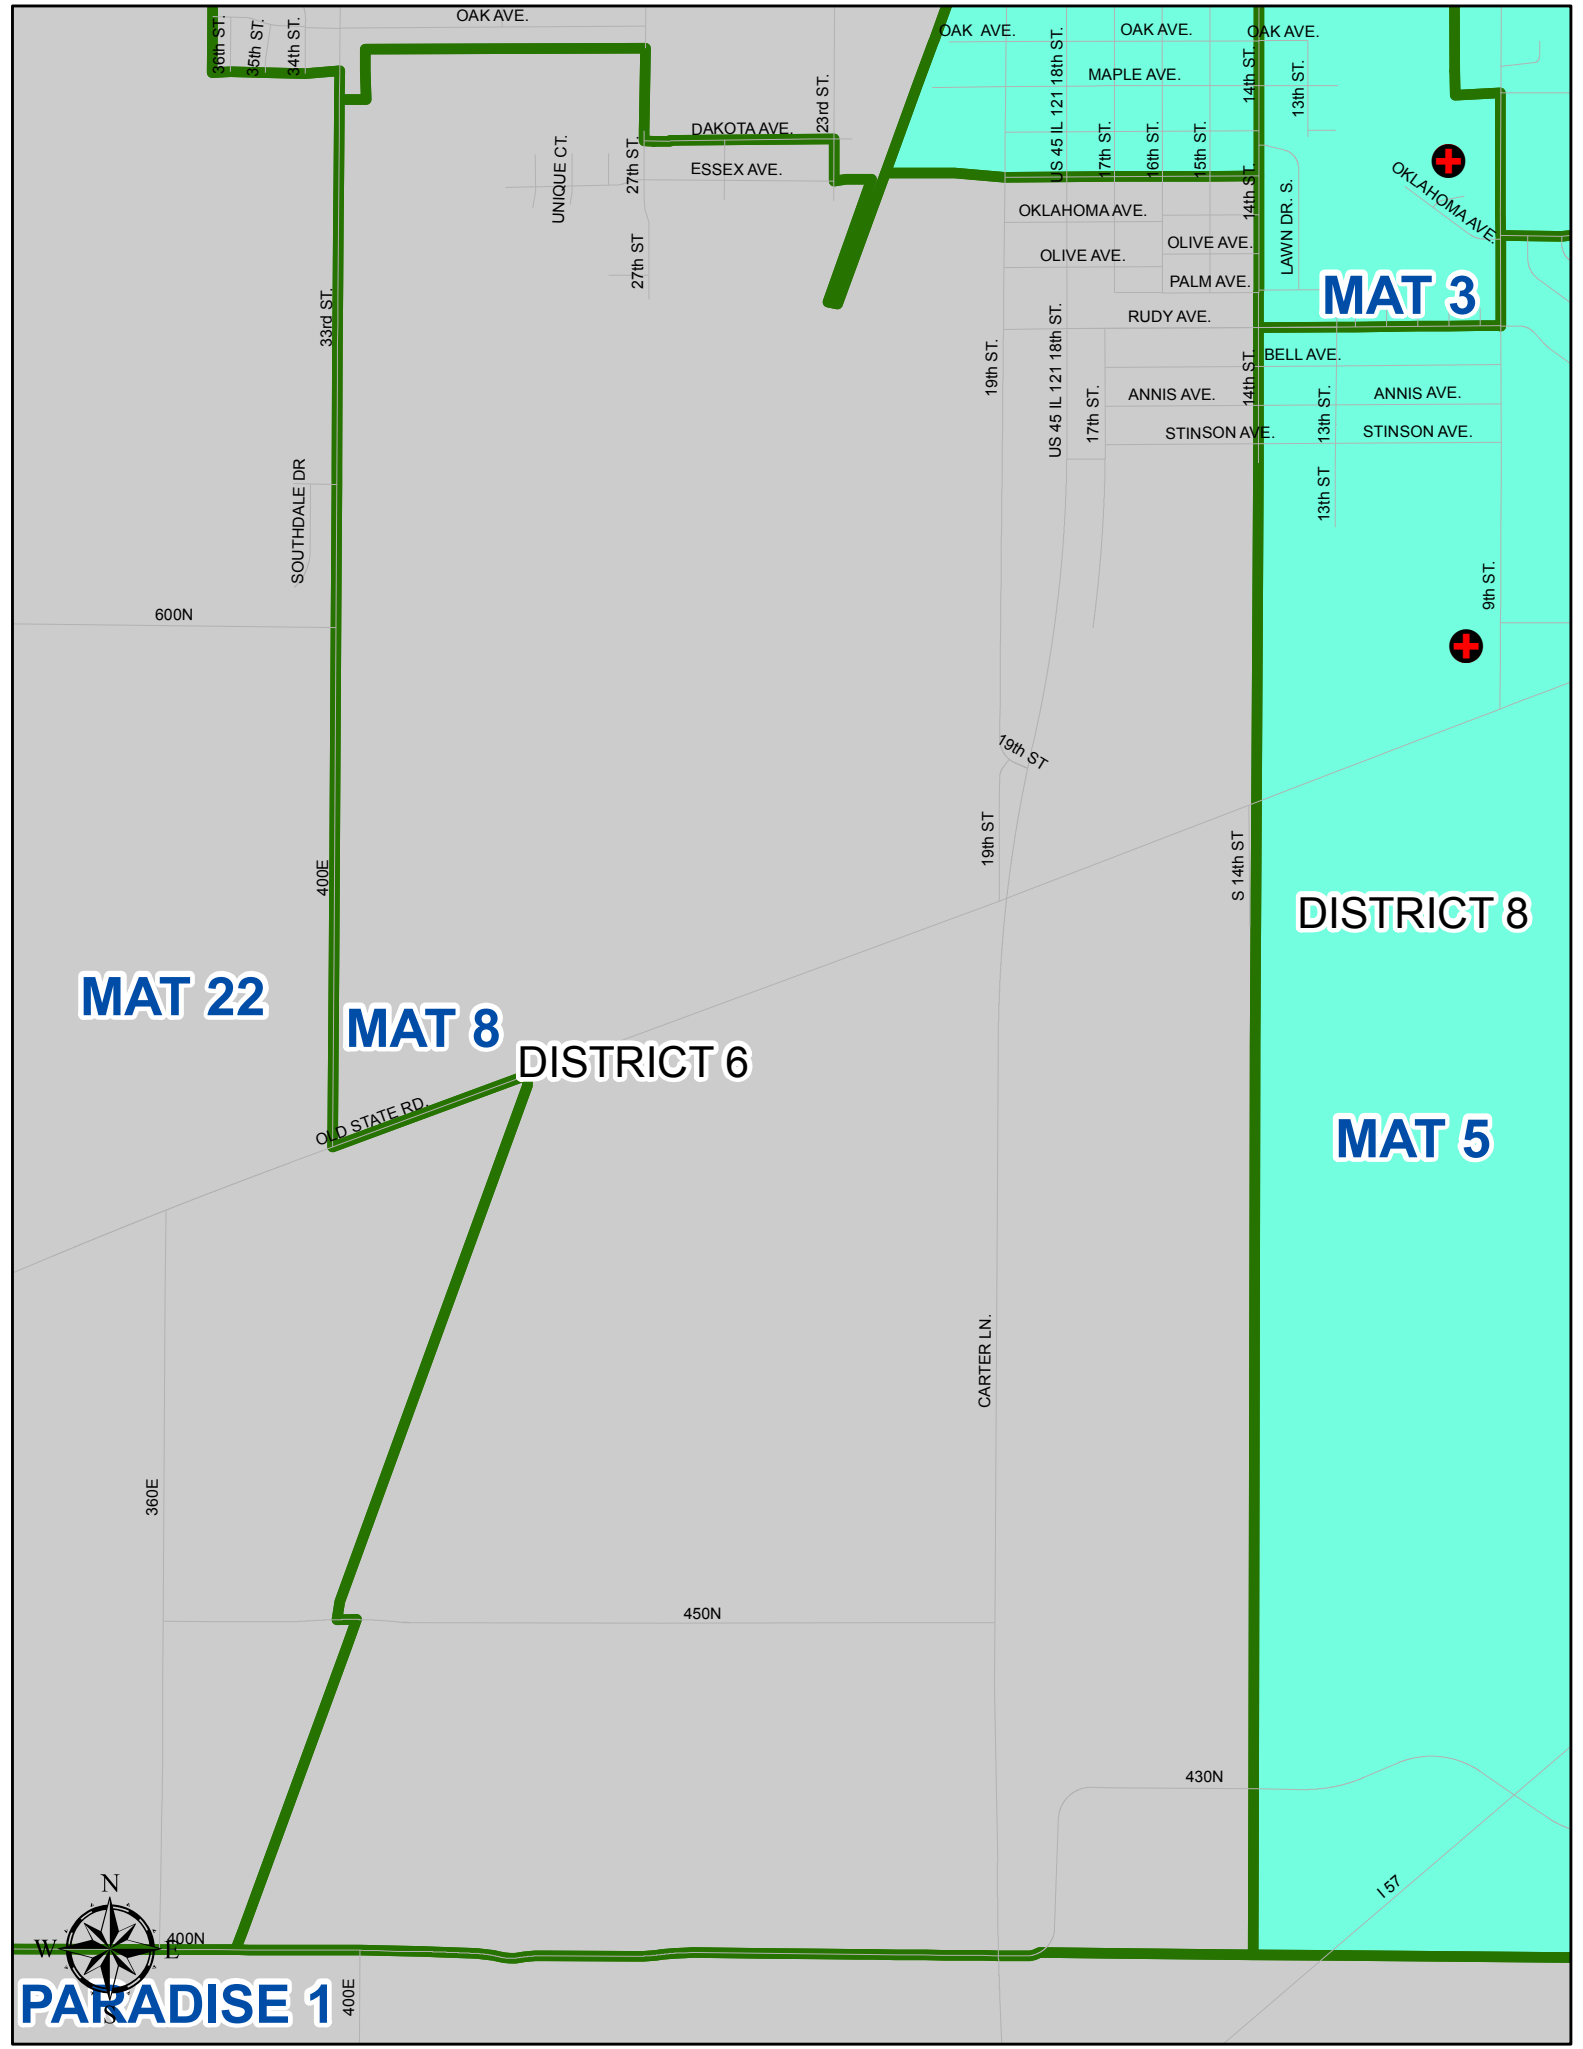 OAK AVE.
36th ST.
35th ST.
34th ST.
OAK  AVE.
OAK AVE.
OAK AVE.
US 45 IL 121 18th ST.
MAPLE AVE.
14th ST.
13th ST.
23rd ST.
DAKOTA AVE.
ESSEX AVE.
UNIQUE CT.
27th ST.
27th ST
17th ST.
16th ST.
15th ST.
14th ST.
LAWN DR. S.
OKLAHOMA AVE.
OKLAHOMA AVE.
OLIVE AVE.
OLIVE AVE.
PALM AVE.
MAT 3
RUDY AVE.
33rd ST.
19th ST.
US 45 IL 121 18th ST.
17th ST.
14th ST.
BELL AVE.
ANNIS AVE.
ANNIS AVE.
13th ST.
STINSON AVE.
STINSON AVE.
13th ST
SOUTHDALE DR
9th ST.
600N
19th ST
19th ST
S 14th ST
400E
DISTRICT 8
MAT 22
MAT 8
DISTRICT 6
OLD STATE RD.
MAT 5
CARTER LN.
360E
450N
430N
I 57
N
W
E
S
400N
400E
PARADISE 1